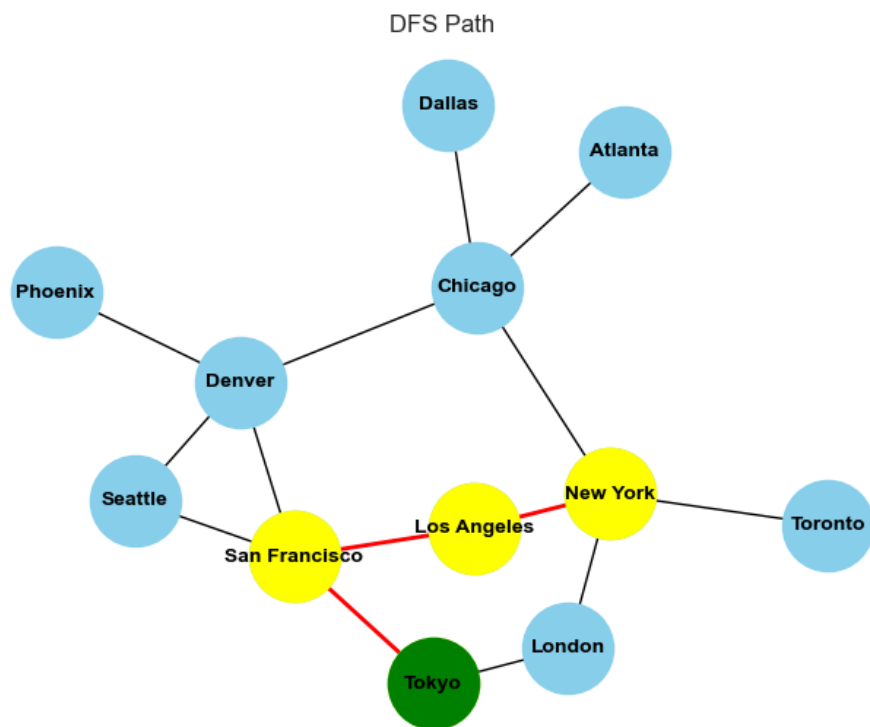 DFS Path
Dallas
Atlanta
Chicago
Phoenix
Denver
New York
Seattle
Los Angeles
Toronto
San Francisco
London
Tokyo